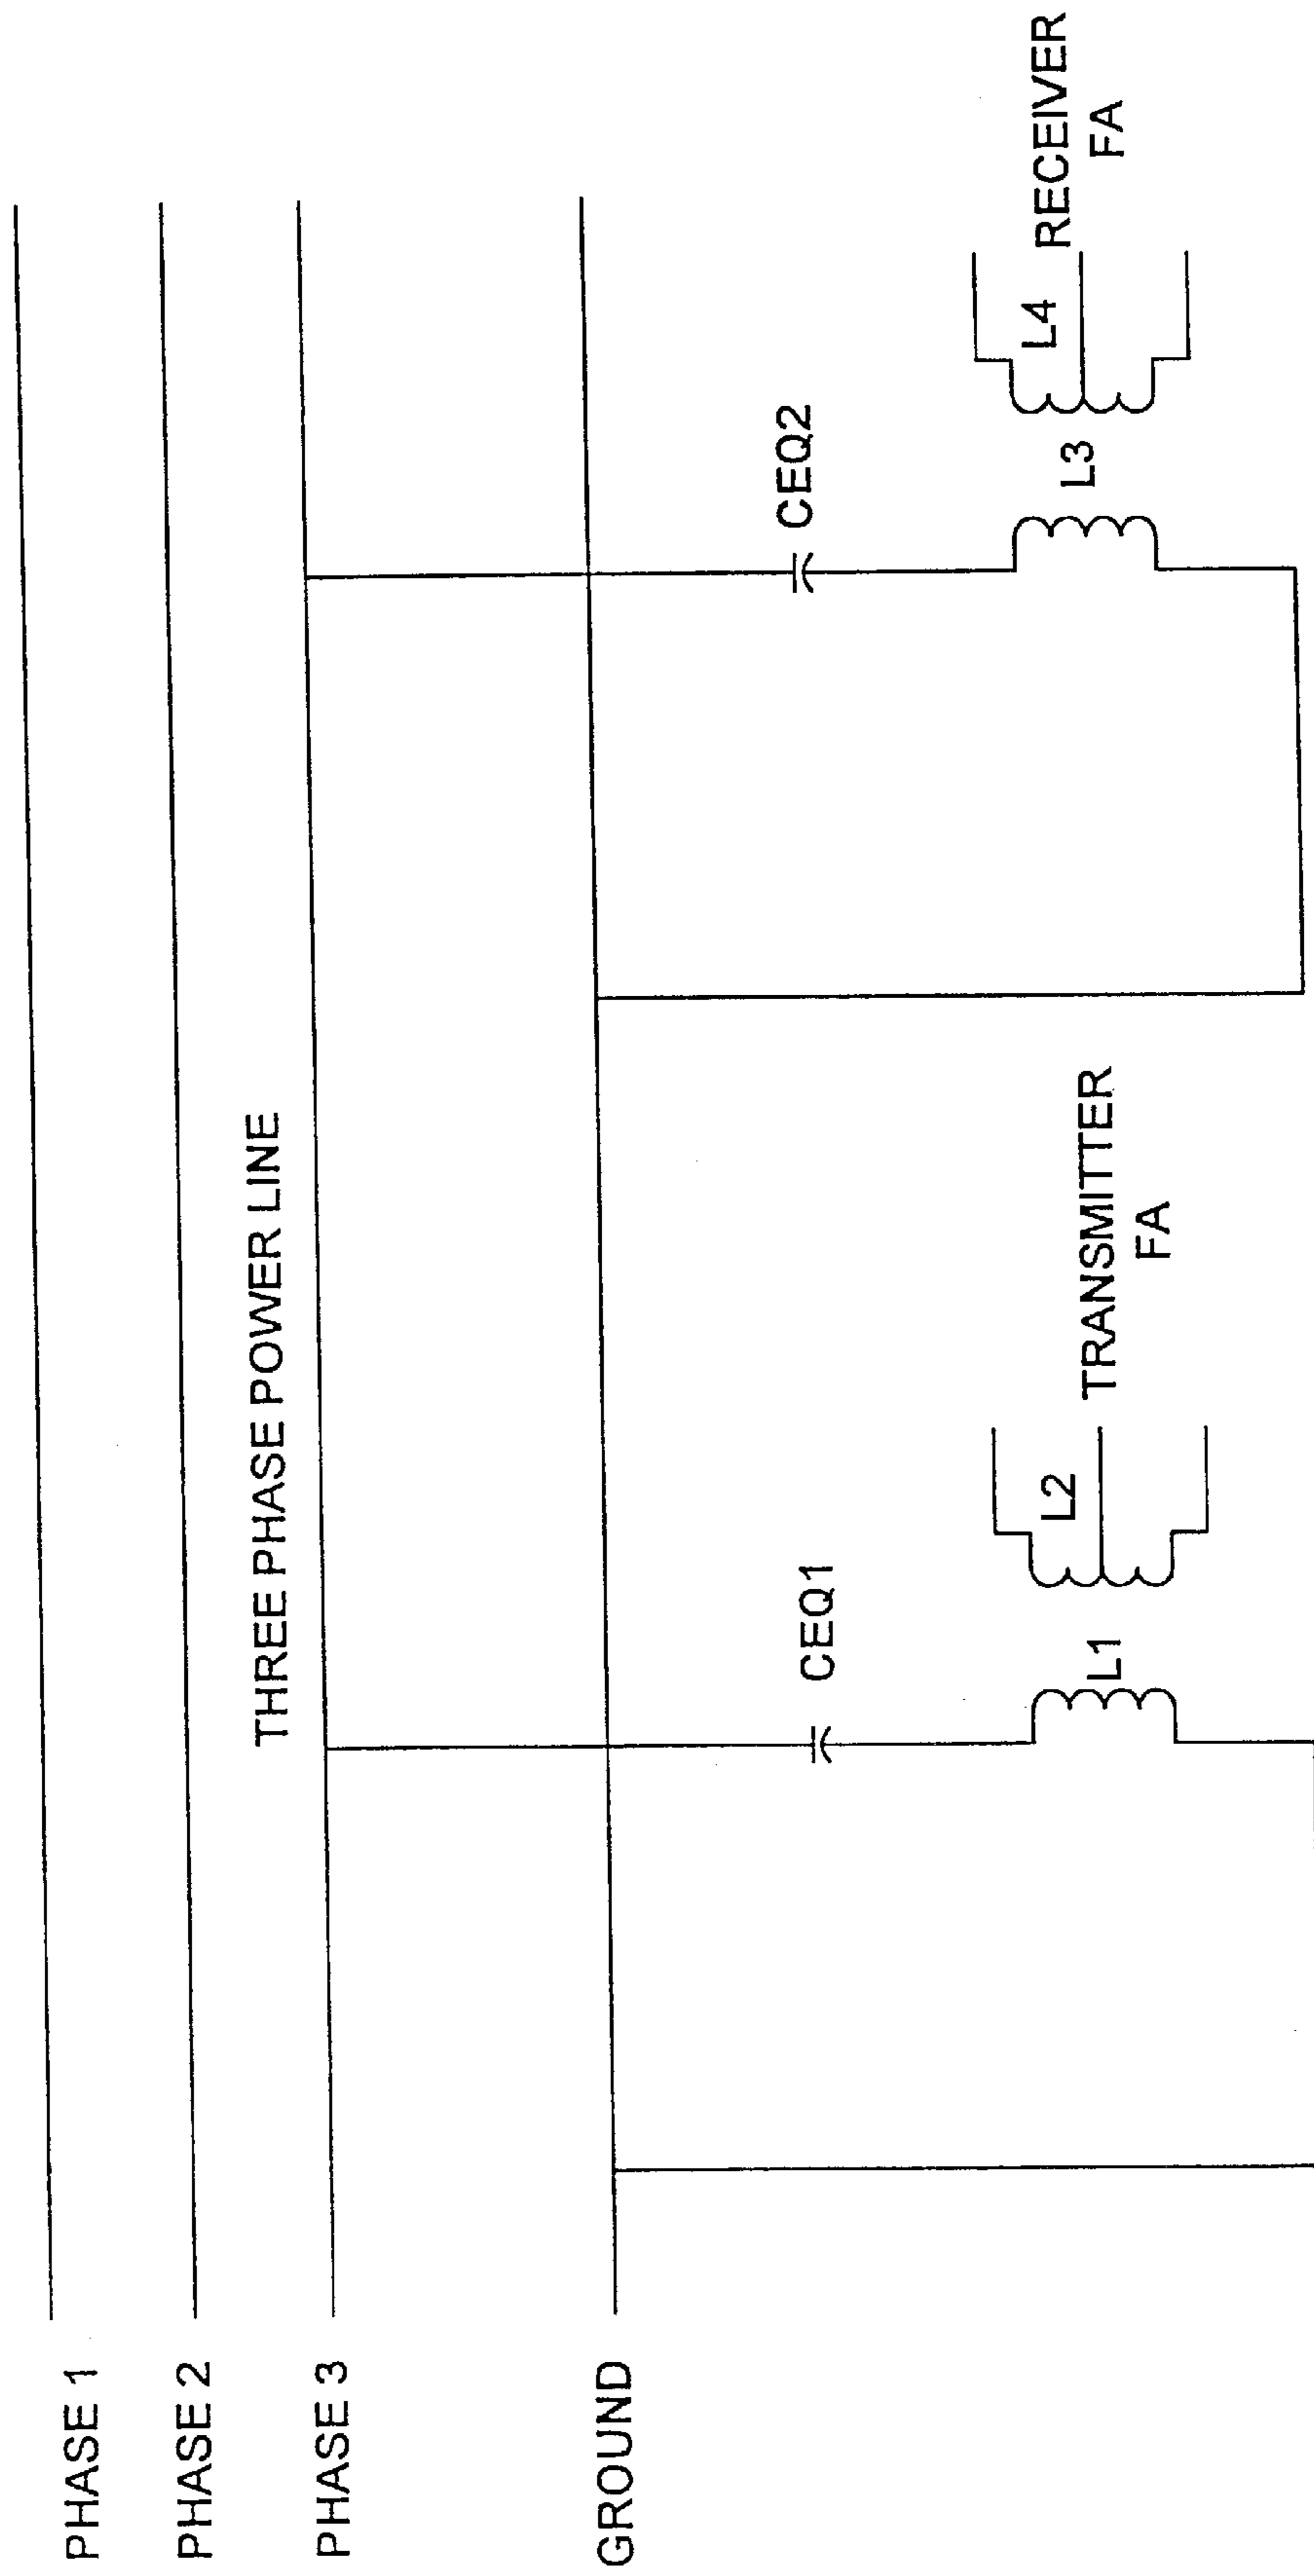 PHASE 1
PHASE 2
THREE PHASE POWER LINE
PHASE 3
GROUND
CEQ1
CEQ2
L1
L2
TRANSMITTER
FA
L3
L4
RECEIVER
FA